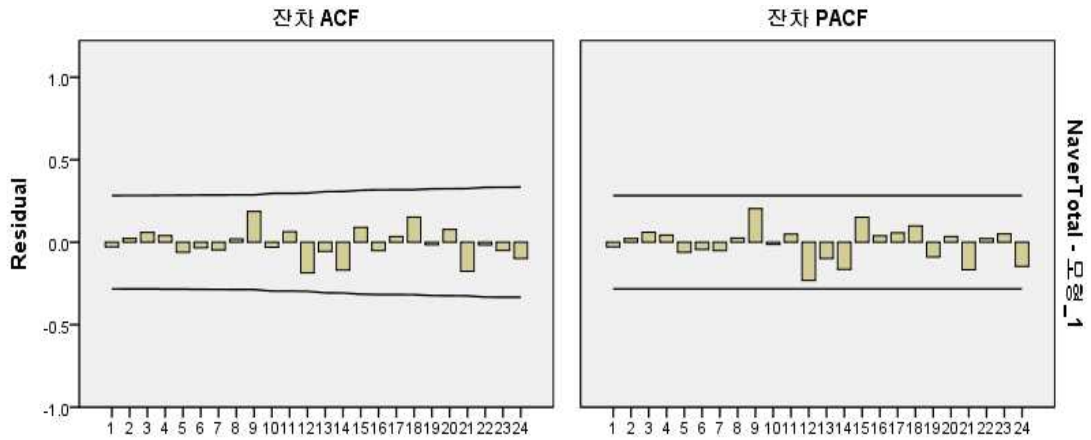 잔차 ACF
잔차 PACF
Residual
1.0
0.5
0.0
-0.5
-1.0
1 2 3 4 5 6 7 8 9 10 11 12 13 14 15 16 17 18 19 20 21 22 23 24
1 2 3 4 5 6 7 8 9 10 11 12 13 14 15 16 17 18 19 20 21 22 23 24
NaverTotal - 모형_1